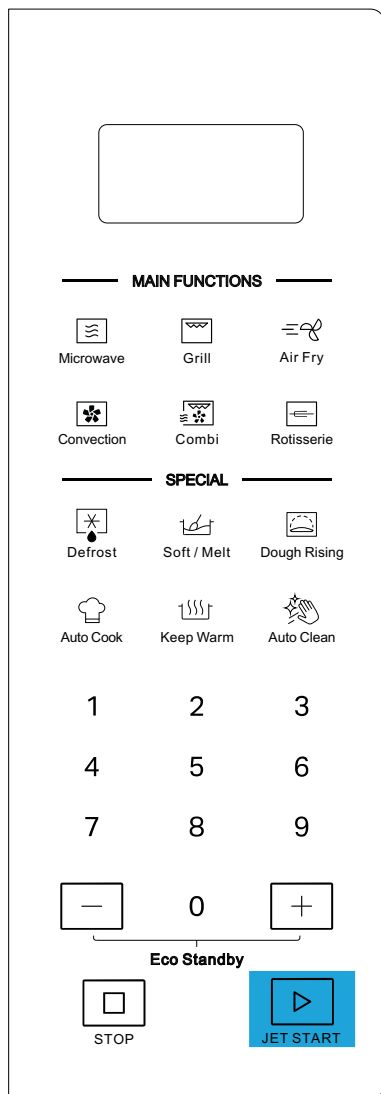 MAIN FUNCTIONS
Microwave Grill Air Fry
Convection Combi Rotisserie
SPECIAL
Defrost Soft / Melt Dough Rising
Auto Cook Keep Warm Auto Clean
1 2 3
4 5 6
7 8 9
− 0 +
Eco Standby
STOP JET START